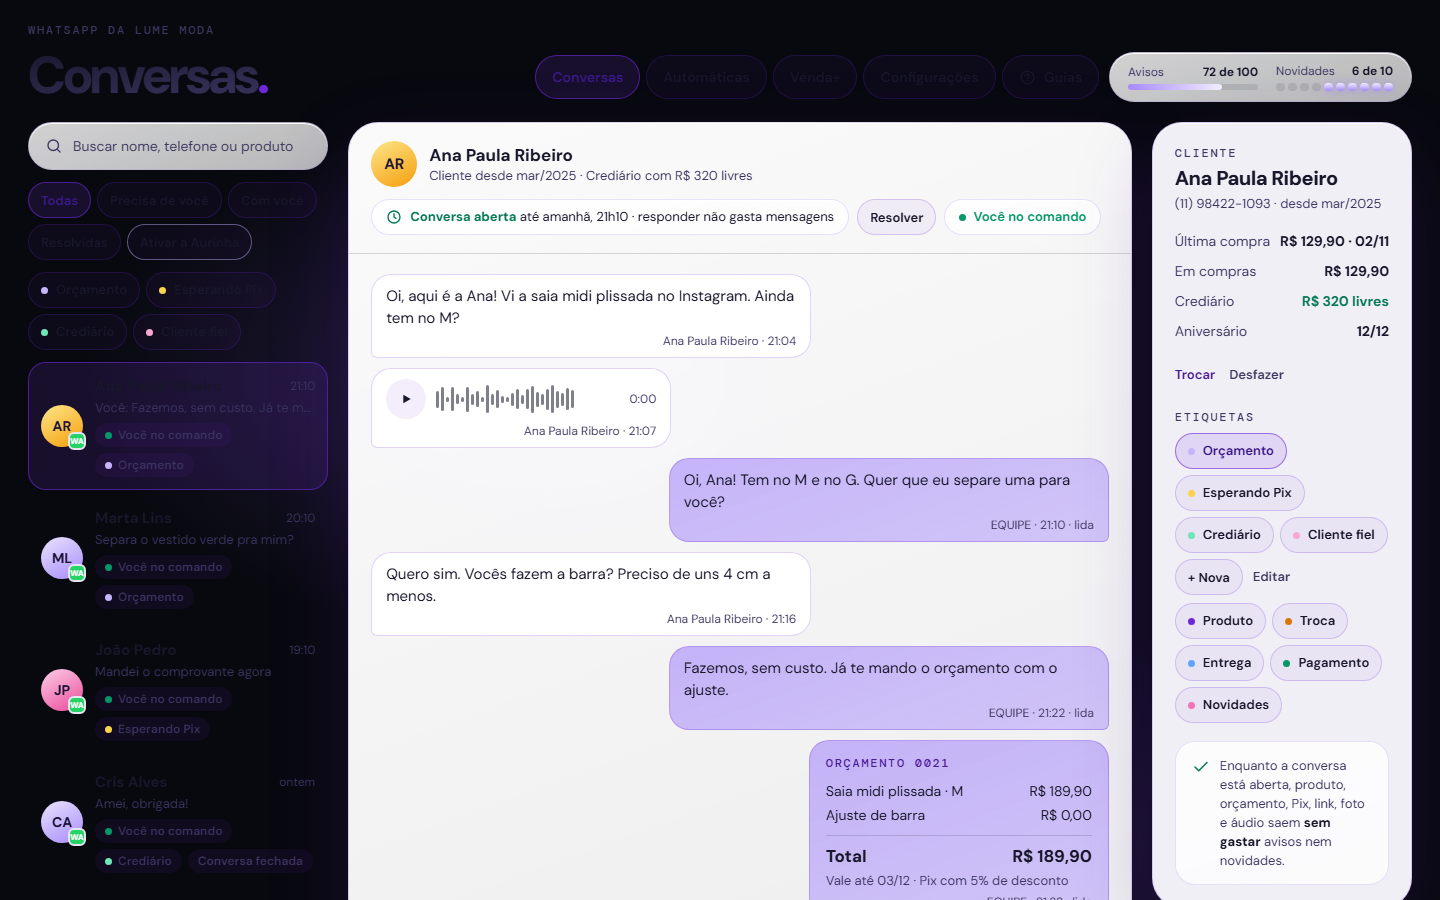 WHATSAPP DA LUME MODA
Conversas.
Conversas
Automáticas
Venda+
Configurações
Guias
Avisos 72 de 100
Novidades 6 de 10
Buscar nome, telefone ou produto
Todas
Precisa de você
Com você
Resolvidas
Ativar a Aurinha
Orçamento
Esperando Pix
Crediário
Cliente fiel
AR
WA
21:10
Você: Fazemos, sem custo. Já te m...
Você no comando
Orçamento
ML
WA
Marta Lins 20:10
Separa o vestido verde pra mim?
Você no comando
Orçamento
JP
WA
João Pedro 19:10
Mandei o comprovante agora
Você no comando
Esperando Pix
CA
WA
Cris Alves ontem
Amei, obrigada!
Você no comando
Crediário
Conversa fechada
AR
Ana Paula Ribeiro
Cliente desde mar/2025 · Crediário com R$ 320 livres
Conversa aberta até amanhã, 21h10 · responder não gasta mensagens
Resolver
Você no comando
Oi, aqui é a Ana! Vi a saia midi plissada no Instagram. Ainda
tem no M?
Ana Paula Ribeiro · 21:04
0:00
Ana Paula Ribeiro · 21:07
Oi, Ana! Tem no M e no G. Quer que eu separe uma para
você?
EQUIPE · 21:10 · lida
Quero sim. Vocês fazem a barra? Preciso de uns 4 cm a
menos.
Ana Paula Ribeiro · 21:16
Fazemos, sem custo. Já te mando o orçamento com o
ajuste.
EQUIPE · 21:22 · lida
ORÇAMENTO 0021
Saia midi plissada · M R$ 189,90
Ajuste de barra R$ 0,00
Total R$ 189,90
Vale até 03/12 · Pix com 5% de desconto
CLIENTE
Ana Paula Ribeiro
(11) 98422-1093 · desde mar/2025
Última compra R$ 129,90 · 02/11
Em compras R$ 129,90
Crediário R$ 320 livres
Aniversário 12/12
Trocar Desfazer
ETIQUETAS
Orçamento
Esperando Pix
Crediário
Cliente fiel
+ Nova
Editar
Produto
Troca
Entrega
Pagamento
Novidades
Enquanto a conversa
está aberta, produto,
orçamento, Pix, link, foto
e áudio saem sem
gastar avisos nem
novidades.